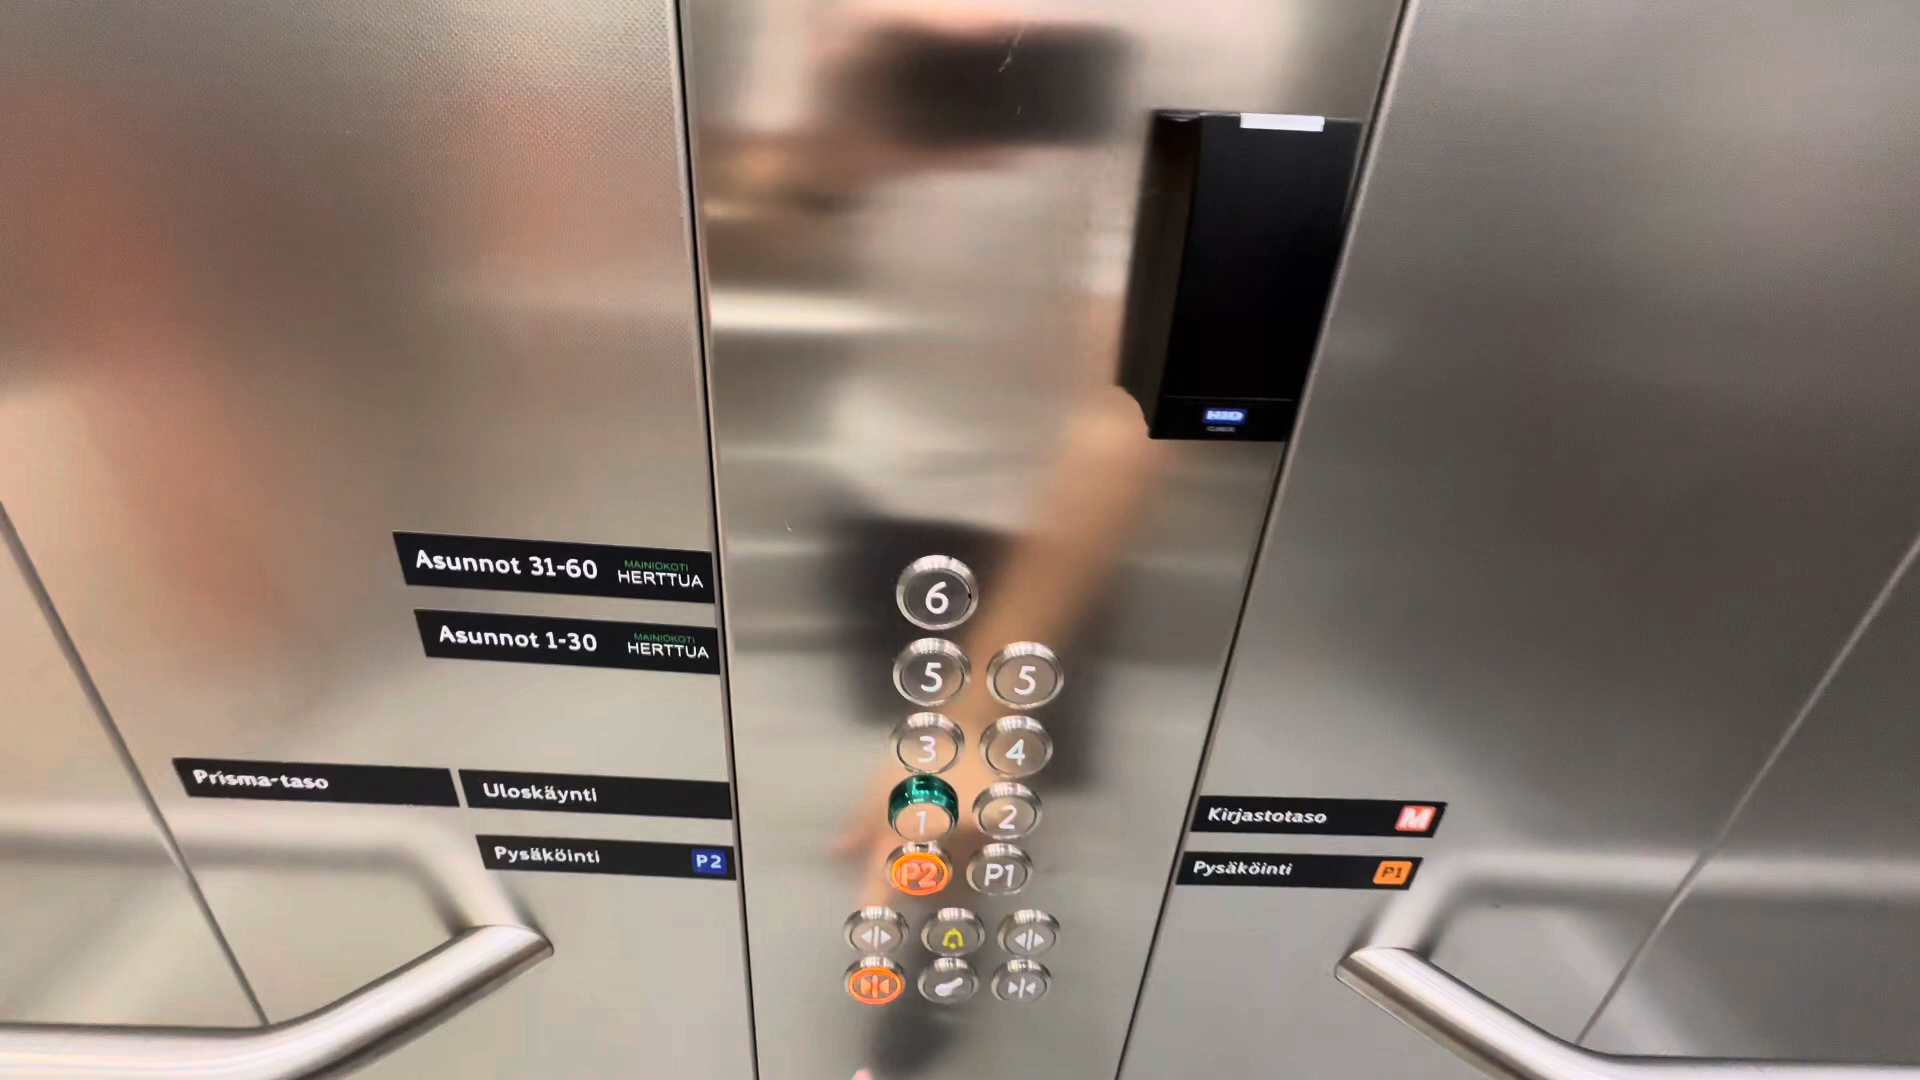 HID
Asunnot 31-60 MAINIOKOTI HERTTUA
Asunnot 1-30 MAINIOKOTI HERTTUA
6
5 5
3 4
Prisma-taso
Uloskäynti
1 2
Kirjastotaso M
Pysäköinti P2
P2 P1
Pysäköinti P1